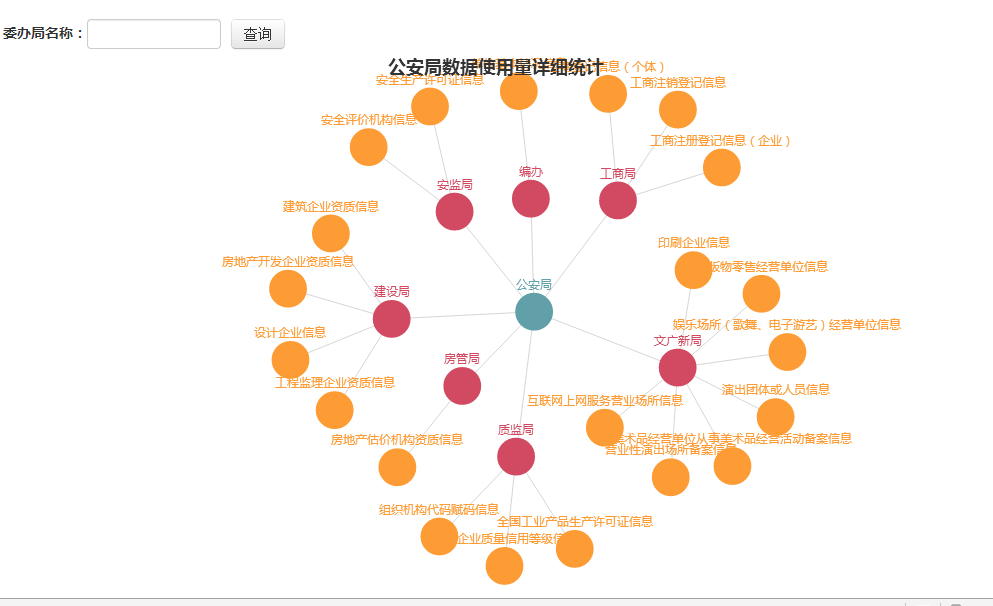 委办局名称：
查询
公安局数据使用量详细统计
信息（个体）
安全生产许可证信息
工商注销登记信息
安全评价机构信息
工商注册登记信息（企业）
编办
工商局
安监局
建筑企业资质信息
印刷企业信息
房地产开发企业资质信息
版物零售经营单位信息
公安局
建设局
设计企业信息
娱乐场所（歌舞、电子游艺）经营单位信息
文广新局
房管局
工程监理企业资质信息
演出团体或人员信息
互联网上网服务营业场所信息
质监局
房地产估价机构资质信息
美术品经营单位从事美术品经营活动备案信息
营业性演出场所备案信息
组织机构代码赋码信息
全国工业产品生产许可证信息
企业质量信用等级信